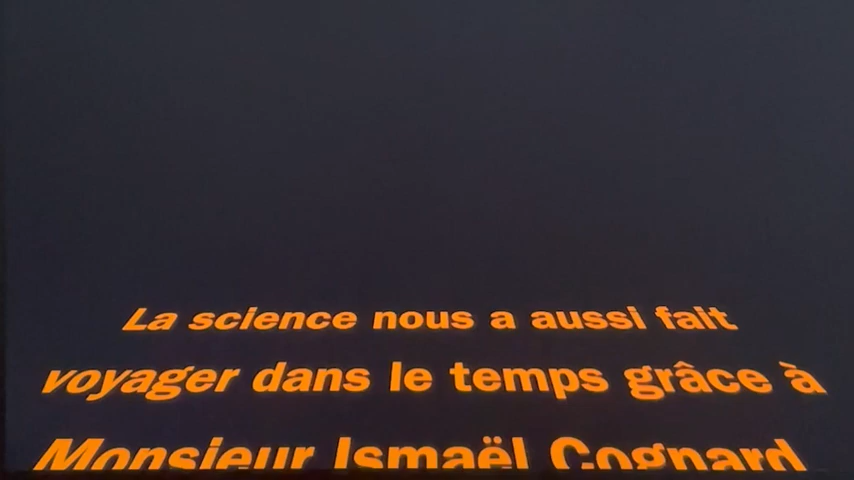 La science nous a aussi fait
voyager dans le temps grâce à
Monsieur Ismaël Cognard